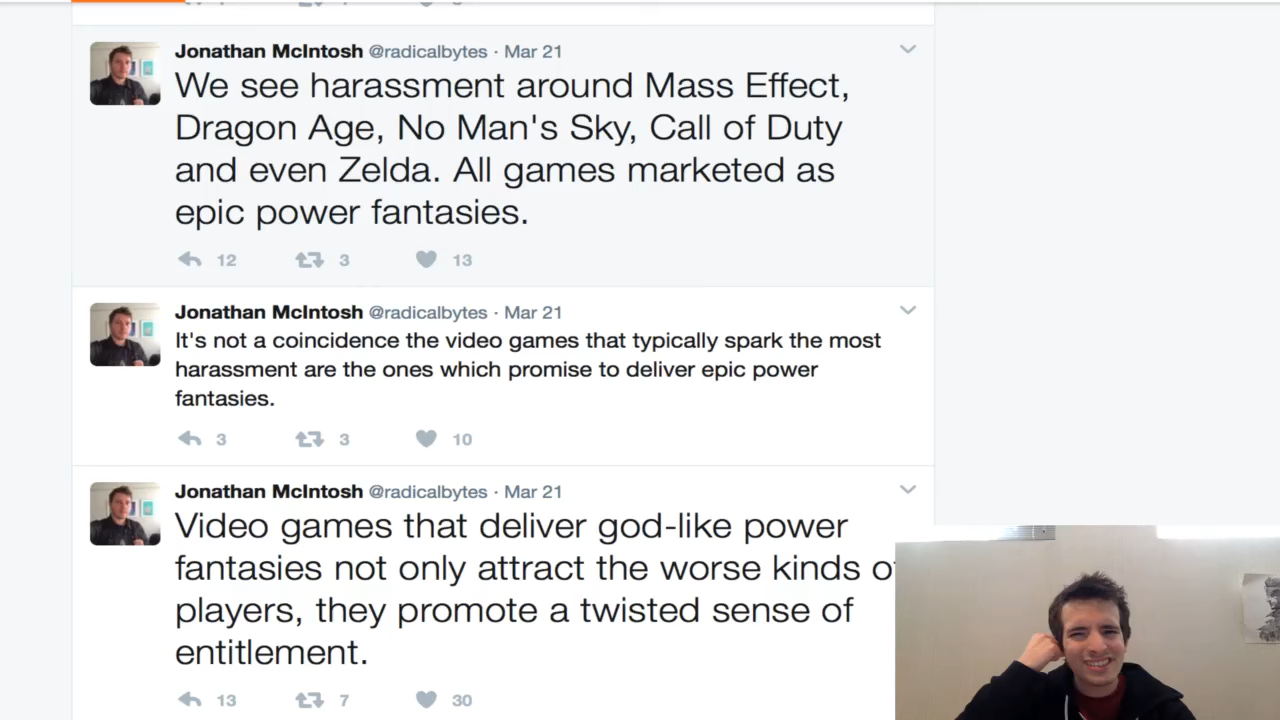 Jonathan McIntosh @radicalbytes · Mar 21
We see harassment around Mass Effect,
Dragon Age, No Man's Sky, Call of Duty
and even Zelda. All games marketed as
epic power fantasies.
12 3 13
Jonathan McIntosh @radicalbytes · Mar 21
It's not a coincidence the video games that typically spark the most
harassment are the ones which promise to deliver epic power
fantasies.
3 3 10
Jonathan McIntosh @radicalbytes · Mar 21
Video games that deliver god-like power
fantasies not only attract the worse kinds of
players, they promote a twisted sense of
entitlement.
13 7 30